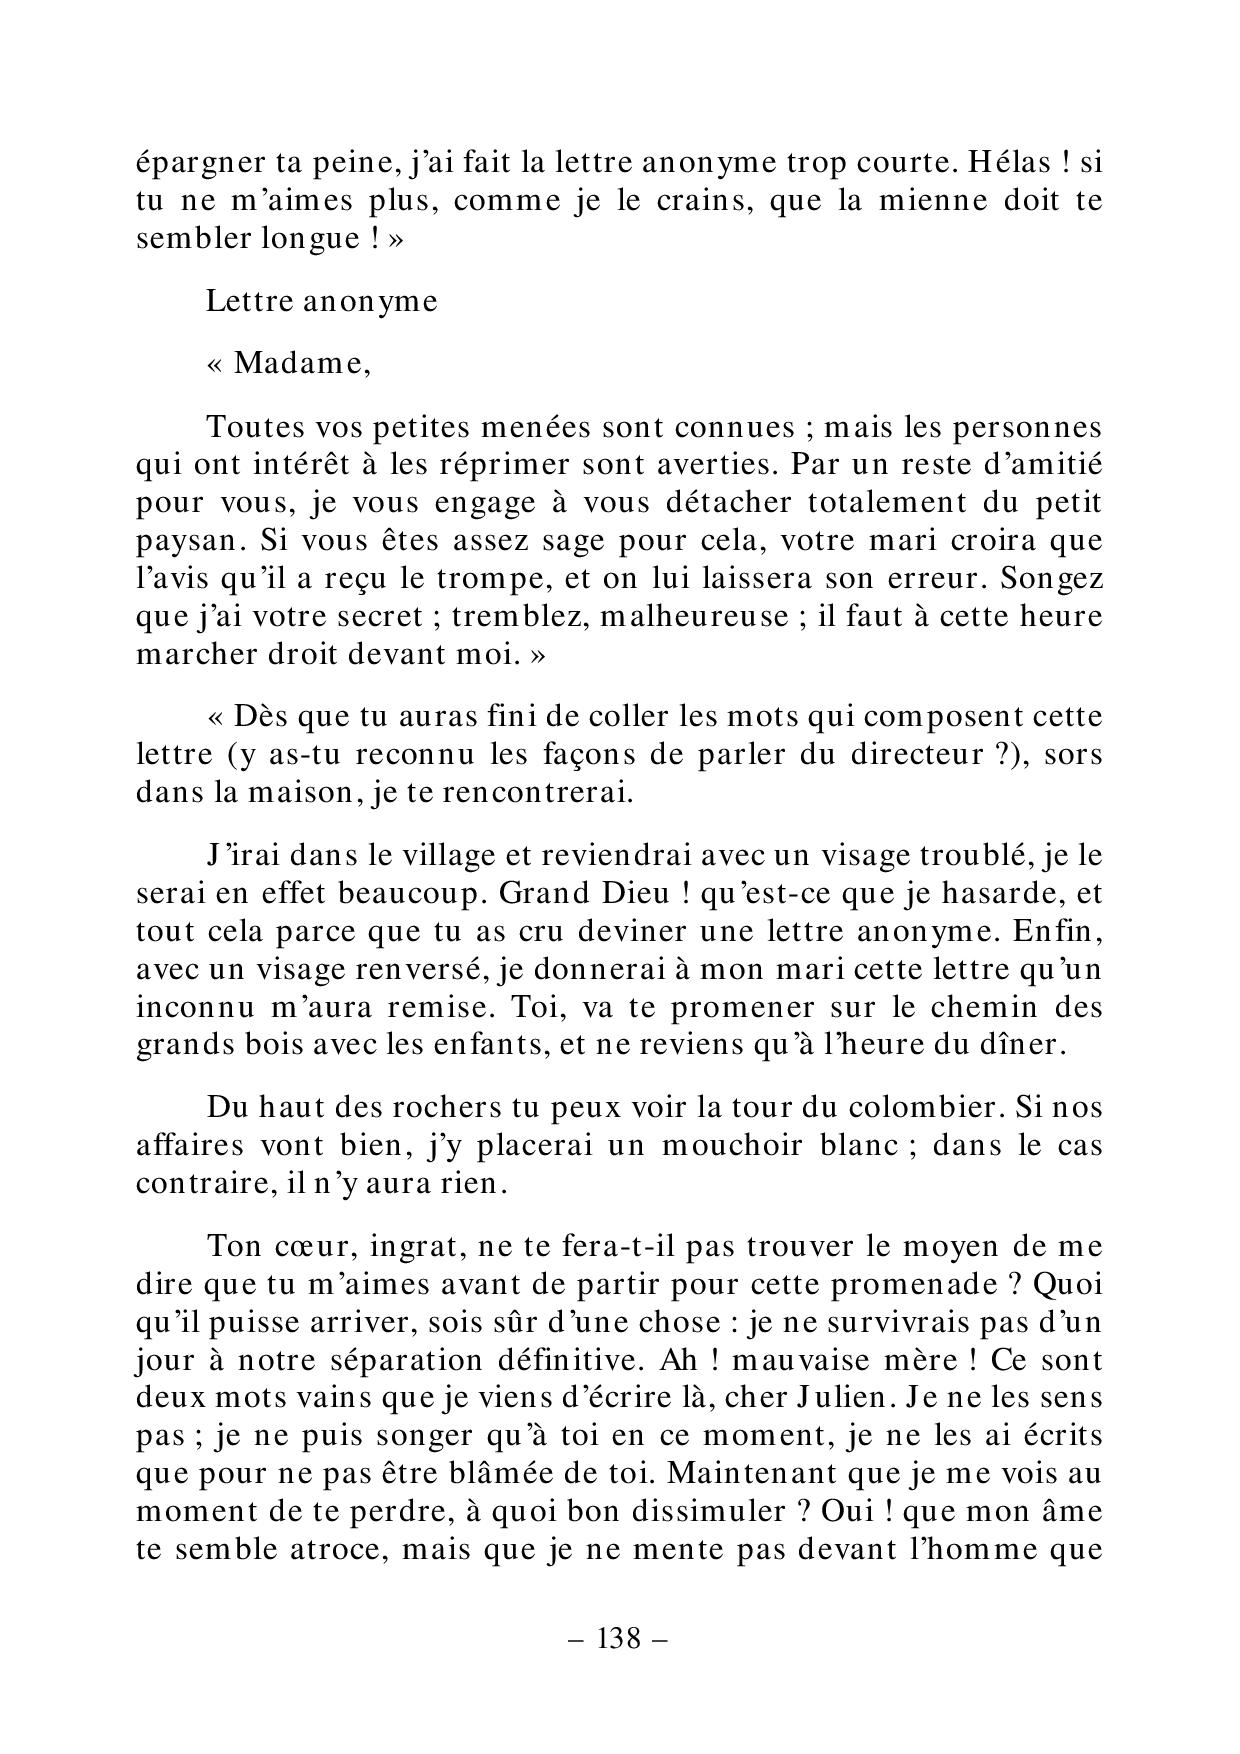 épargner ta peine, j’ai fait la lettre anonyme trop courte. Hélas ! si
tu ne m’aimes plus, comme je le crains, que la mienne doit te
sembler longue ! »
Lettre anonyme
« Madame,
Toutes vos petites menées sont connues ; mais les personnes
qui ont intérêt à les réprimer sont averties. Par un reste d’amitié
pour vous, je vous engage à vous détacher totalement du petit
paysan. Si vous êtes assez sage pour cela, votre mari croira que
l’avis qu’il a reçu le trompe, et on lui laissera son erreur. Songez
que j’ai votre secret ; tremblez, malheureuse ; il faut à cette heure
marcher droit devant moi. »
« Dès que tu auras fini de coller les mots qui composent cette
lettre (y as-tu reconnu les façons de parler du directeur ?), sors
dans la maison, je te rencontrerai.
J’irai dans le village et reviendrai avec un visage troublé, je le
serai en effet beaucoup. Grand Dieu ! qu’est-ce que je hasarde, et
tout cela parce que tu as cru deviner une lettre anonyme. Enfin,
avec un visage renversé, je donnerai à mon mari cette lettre qu’un
inconnu m’aura remise. Toi, va te promener sur le chemin des
grands bois avec les enfants, et ne reviens qu’à l’heure du dîner.
Du haut des rochers tu peux voir la tour du colombier. Si nos
affaires vont bien, j’y placerai un mouchoir blanc ; dans le cas
contraire, il n’y aura rien.
Ton cœur, ingrat, ne te fera-t-il pas trouver le moyen de me
dire que tu m’aimes avant de partir pour cette promenade ? Quoi
qu’il puisse arriver, sois sûr d’une chose : je ne survivrais pas d’un
jour à notre séparation définitive. Ah ! mauvaise mère ! Ce sont
deux mots vains que je viens d’écrire là, cher Julien. Je ne les sens
pas ; je ne puis songer qu’à toi en ce moment, je ne les ai écrits
que pour ne pas être blâmée de toi. Maintenant que je me vois au
moment de te perdre, à quoi bon dissimuler ? Oui ! que mon âme
te semble atroce, mais que je ne mente pas devant l’homme que
– 138 –